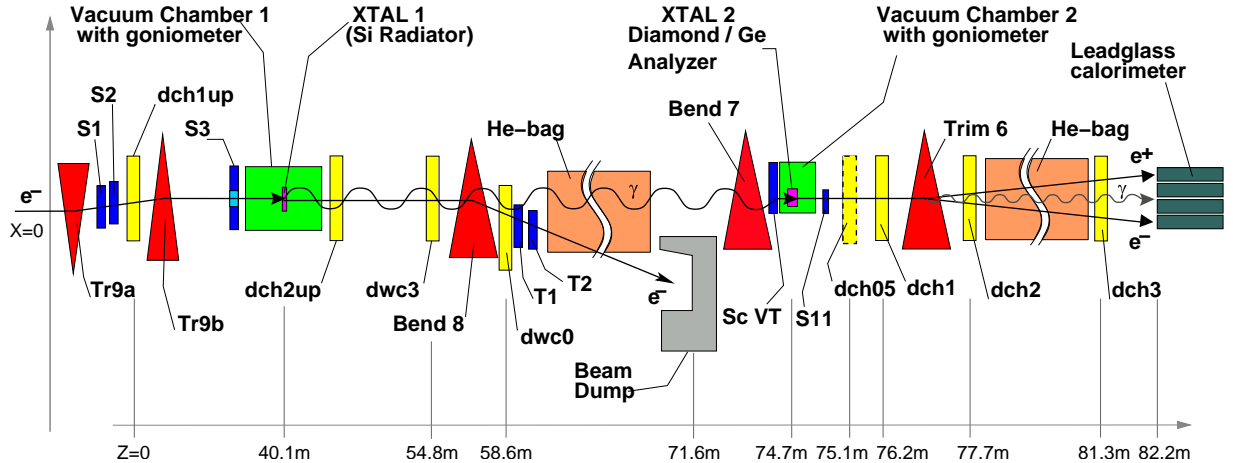 Vacuum Chamber 1
with goniometer
XTAL 1
(Si Radiator)
XTAL 2
Diamond / Ge
Analyzer
Vacuum Chamber 2
with goniometer
Leadglass
calorimeter
S1
S2
dch1up
S3
He−bag
Bend 7
Trim 6
He−bag
e+
γ
γ
e−
X=0
e−
Tr9a
Tr9b
dch2up
dwc3
Bend 8
dwc0
T1
T2
e−
Beam
Dump
Sc VT
S11
dch05
dch1
dch2
dch3
Z=0
40.1m
54.8m
58.6m
71.6m
74.7m
75.1m
76.2m
77.7m
81.3m
82.2m